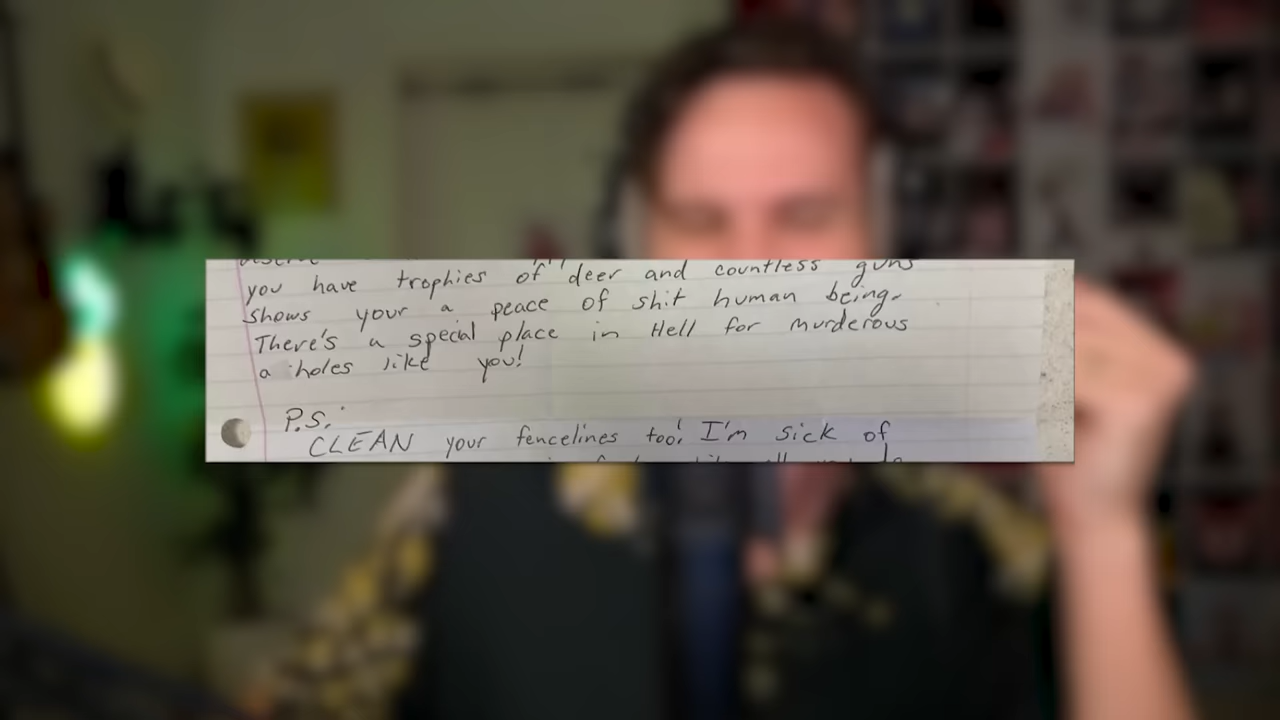 you have trophies of deer and countless guns
shows your a peace of shit human being.
There's a special place in Hell for murderous
a holes like you!
P.S.
CLEAN your fencelines too! I'm sick of